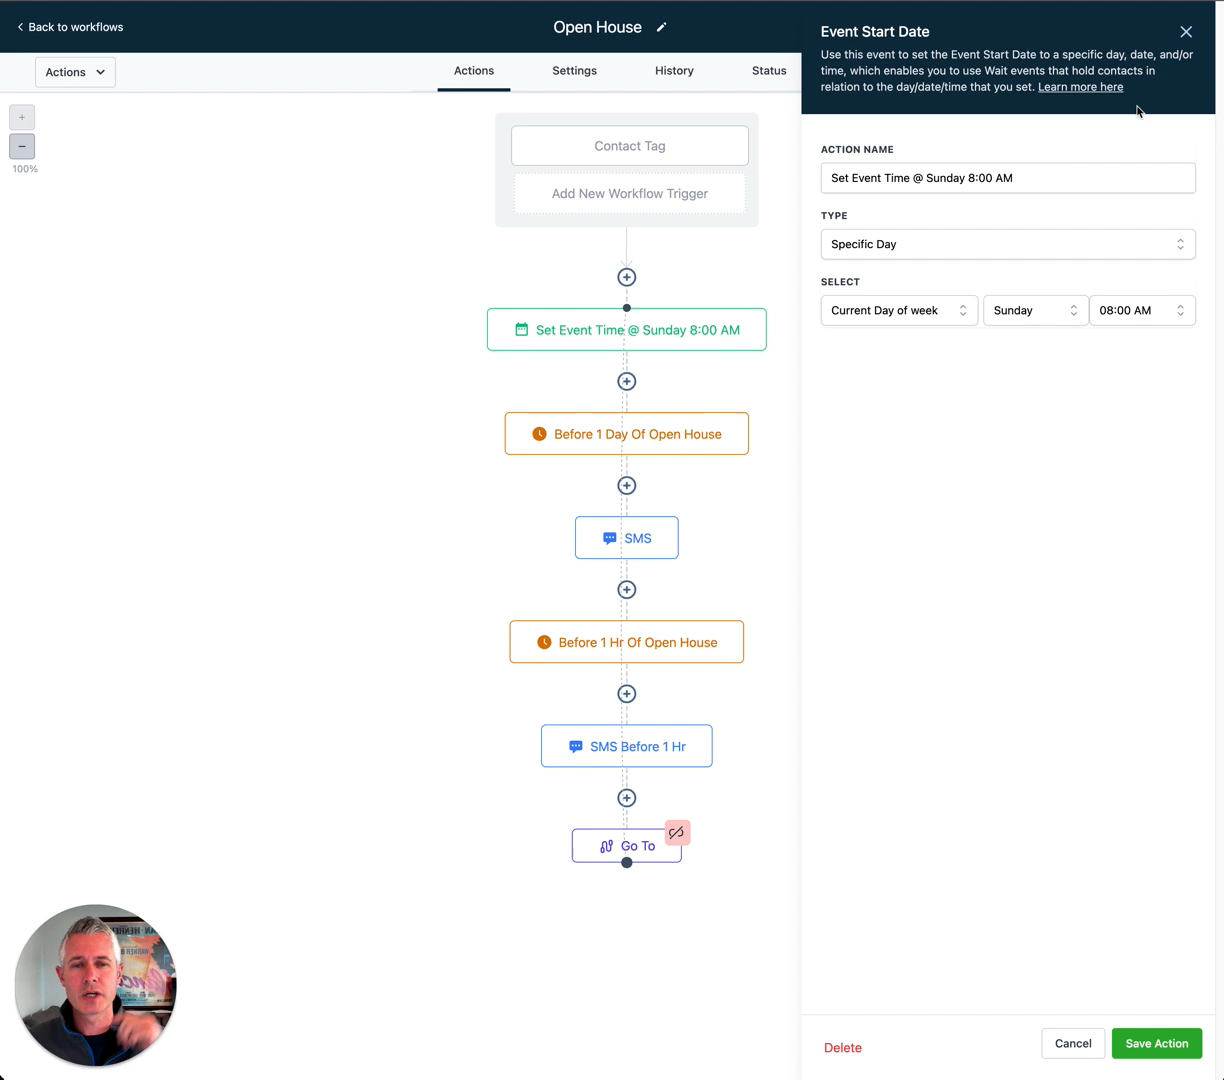 Back to workflows
Open House
Actions
Actions
Settings
History
Status
+
−
100%
Contact Tag
Add New Workflow Trigger
Set Event Time @ Sunday 8:00 AM
Before 1 Day Of Open House
SMS
Before 1 Hr Of Open House
SMS Before 1 Hr
Go To
Event Start Date
Use this event to set the Event Start Date to a specific day, date, and/or
time, which enables you to use Wait events that hold contacts in
relation to the day/date/time that you set. Learn more here
ACTION NAME
Set Event Time @ Sunday 8:00 AM
TYPE
Specific Day
SELECT
Current Day of week
Sunday
08:00 AM
Delete
Cancel
Save Action